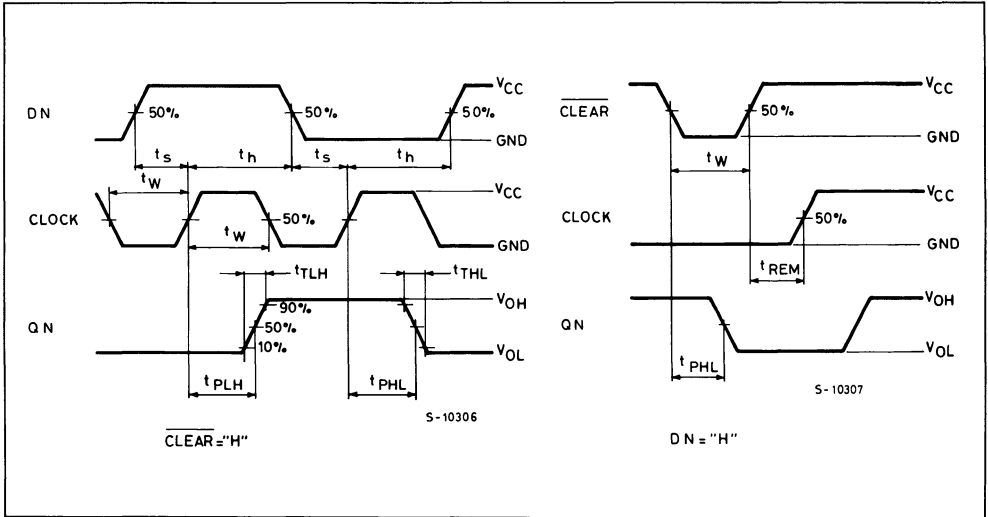 DN
50%
50%
50%
VCC
GND
ts
th
ts
th
tW
CLOCK
tW
50%
VCC
GND
tTLH
tTHL
QN
90%
50%
10%
VOH
VOL
tPLH
tPHL
S-10306
CLEAR="H"
CLEAR
50%
VCC
GND
tW
CLOCK
50%
VCC
GND
tREM
QN
VOH
VOL
tPHL
S-10307
DN="H"